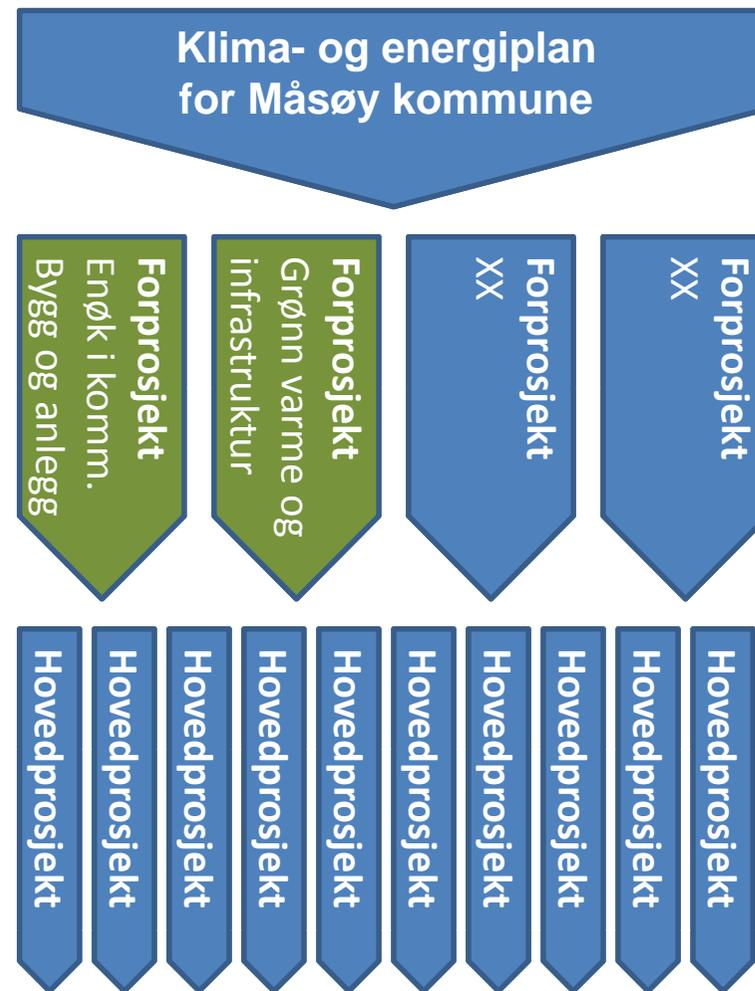 Klima- og energiplan
for Måsøy kommune
Forprosjekt
Enøk i komm.
Bygg og anlegg
Forprosjekt
Grønn varme og
infrastruktur
Forprosjekt
XX
Forprosjekt
XX
Hovedprosjekt
Hovedprosjekt
Hovedprosjekt
Hovedprosjekt
Hovedprosjekt
Hovedprosjekt
Hovedprosjekt
Hovedprosjekt
Hovedprosjekt
Hovedprosjekt